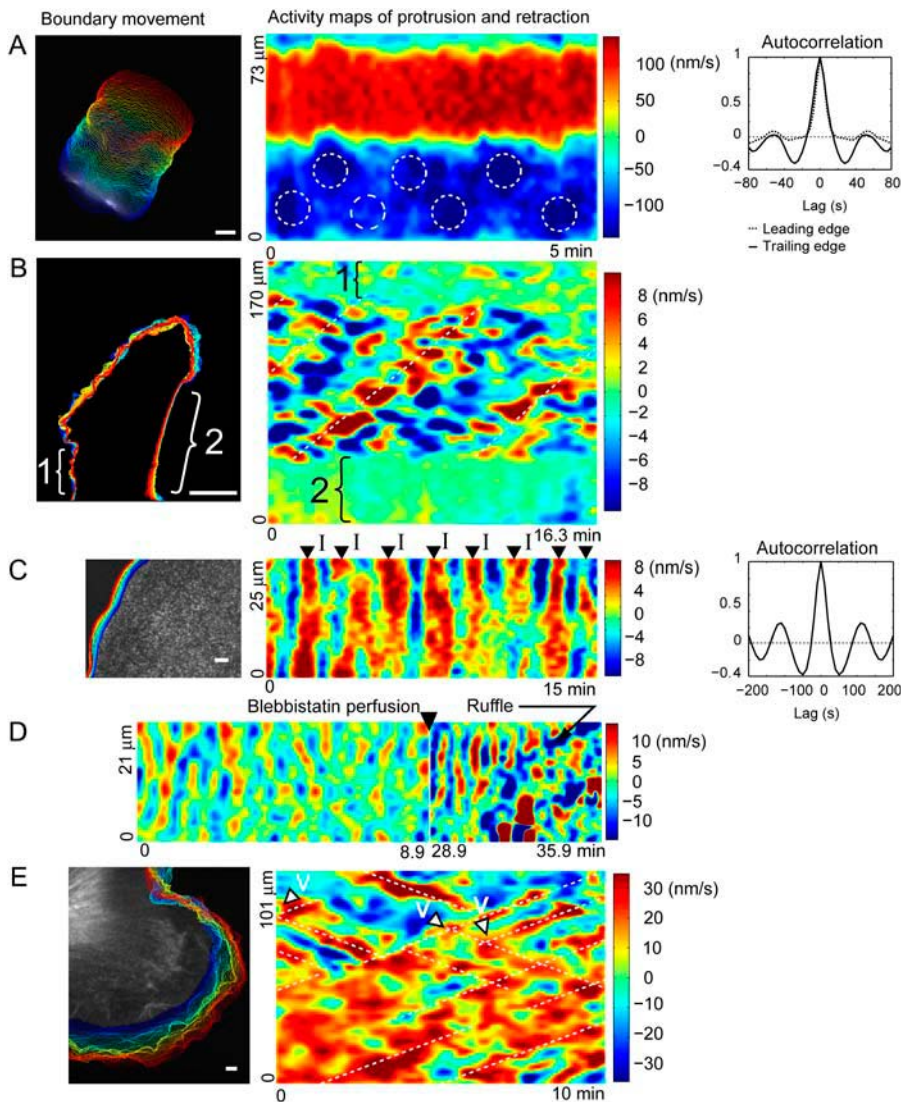 Boundary movement
Activity maps of protrusion and retraction
A
73 μm
0
0
5 min
100 (nm/s)
50
0
−50
−100
Autocorrelation
1
0
−0.4
−80 −40 0 40 80
Lag (s)
Leading edge
Trailing edge
B
1
2
170 μm
0
1
2
0
16.3 min
8 (nm/s)
6
4
2
0
−2
−4
−6
−8
C
I I I I I I
25 μm
0
0
15 min
8 (nm/s)
4
0
−4
−8
Autocorrelation
1
0
−0.4
−200 −100 0 100 200
Lag (s)
Blebbistatin perfusion
Ruffle
D
21 μm
0
0
8.9
28.9
35.9 min
10 (nm/s)
5
0
−5
−10
E
101 μm
0
V
V
V
10 min
30 (nm/s)
20
10
0
−10
−20
−30